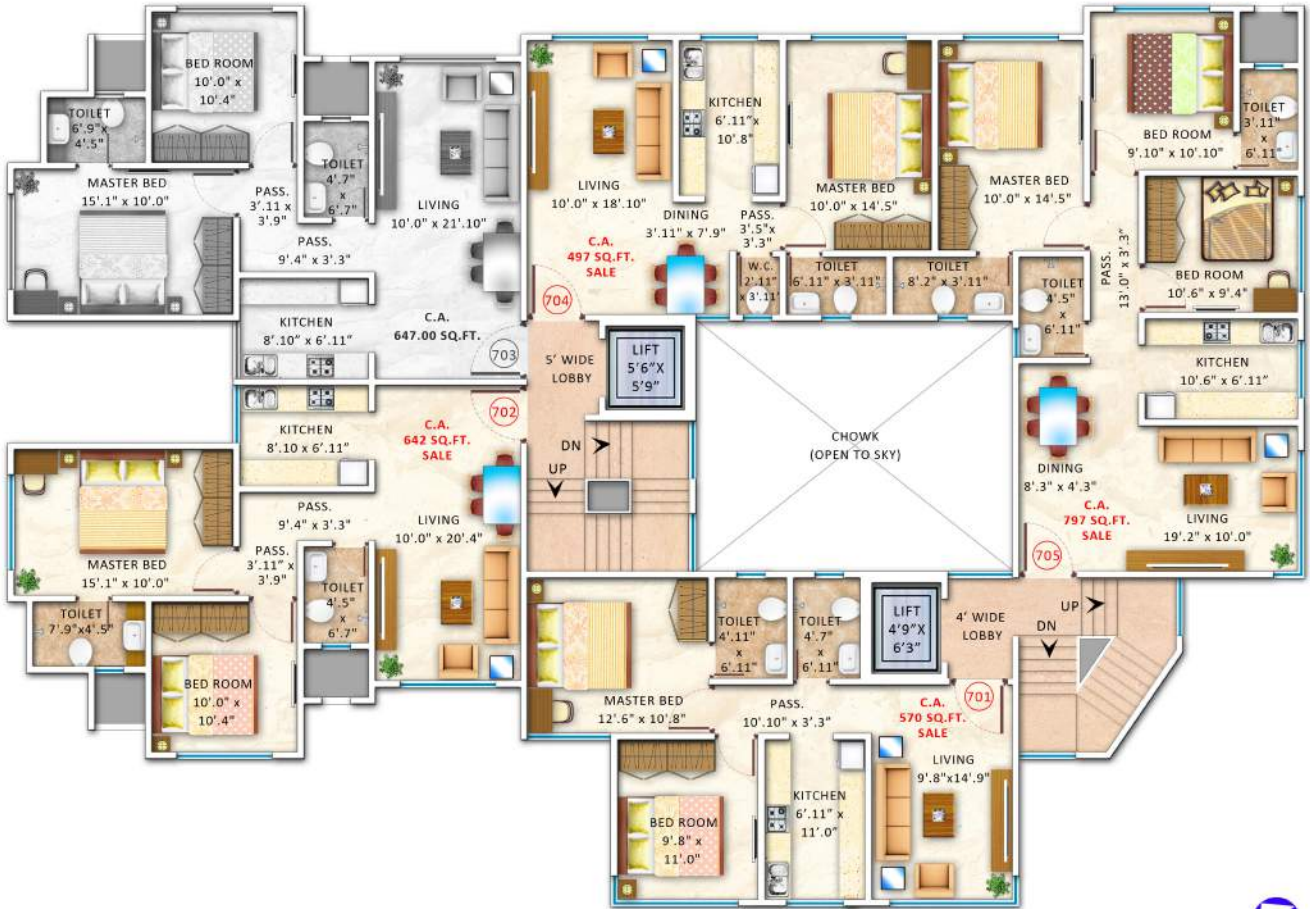 BED ROOM
10'.0" x
10'.4"
TOILET
6'.9"x
4'.5"
MASTER BED
15'.1" x 10'.0"
PASS.
3'.11 x
3'.9"
TOILET
4'.7"
x
6'.7"
PASS.
9'.4" x 3'.3"
LIVING
10'.0" x 21'.10"
KITCHEN
8'.10" x 6'.11"
C.A.
647.00 SQ.FT.
703
LIVING
10'.0" x 18'.10"
C.A.
497 SQ.FT.
SALE
704
KITCHEN
6'.11"x
10'.8"
DINING
3'.11" x 7'.9"
PASS.
3'.5"x
3'.3"
MASTER BED
10'.0" x 14'.5"
W.C.
2'.11"
x 3'.11"
TOILET
6'.11" x 3'.11"
TOILET
8'.2" x 3'.11"
MASTER BED
10'.0" x 14'.5"
BED ROOM
9'.10" x 10'.10"
TOILET
3'.11"
x
6'.11"
BED ROOM
10'.6" x 9'.4"
PASS.
13'.0" x 3'.3"
TOILET
4'.5"
x
6'.11"
KITCHEN
10'.6" x 6'.11"
DINING
8'.3" x 4'.3"
C.A.
797 SQ.FT.
SALE
LIVING
19'.2" x 10'.0"
705
5' WIDE
LOBBY
LIFT
5'6"X
5'9"
DN
UP
CHOWK
(OPEN TO SKY)
702
C.A.
642 SQ.FT.
SALE
KITCHEN
8'.10 x 6'.11"
PASS.
9'.4" x 3'.3"
LIVING
10'.0" x 20'.4"
PASS.
3'.11" x
3'.9"
MASTER BED
15'.1" x 10'.0"
TOILET
4'.5"
x
6'.7"
TOILET
7'.9"x4'.5"
BED ROOM
10'.0" x
10'.4"
TOILET
4'.11"
x
6'.11"
TOILET
4'.7"
x
6'.11"
LIFT
4'9"X
6'3"
4' WIDE
LOBBY
UP
DN
MASTER BED
12'.6" x 10'.8"
PASS.
10'.10" x 3'.3"
C.A.
570 SQ.FT.
SALE
701
LIVING
9'.8"x14'.9"
KITCHEN
6'.11" x
11'.0"
BED ROOM
9'.8" x
11'.0"